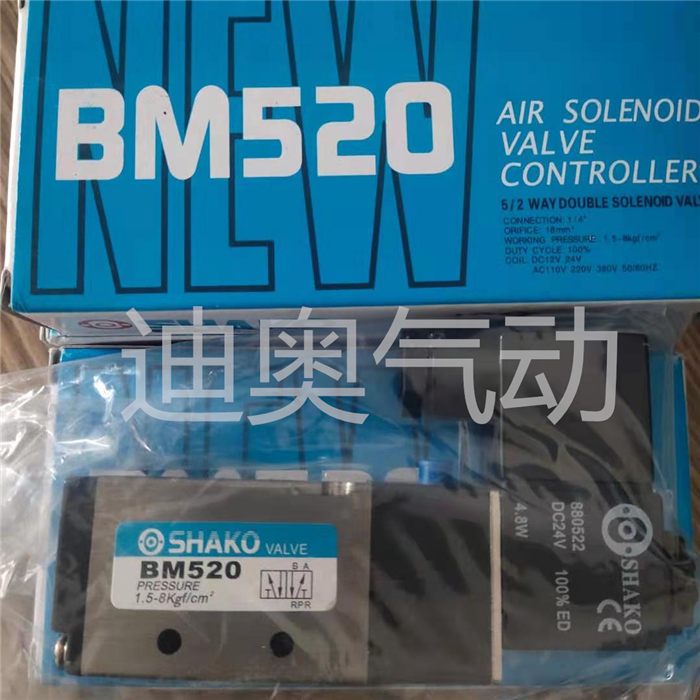 NEW
BM520
AIR SOLENOID
VALVE
CONTROLLER
5/2 WAY DOUBLE SOLENOID VAL
CONNECTION: 1/4"
ORIFICE: 16mm²
WORKING PRESSURE: 1.5-8kgf/cm²
DUTY CYCLE: 100%
COIL: DC12V 24V
AC110V 220V 380V 50/60HZ
迪奥气动
SHAKO VALVE
BM520
PRESSURE
1.5-8Kgf/cm²
B A
RPR
880522
DC24V 100% ED
4.8W
SHAKO
CE